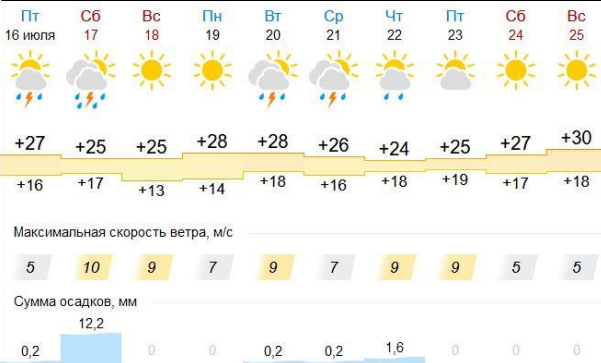 Пт Сб Вс Пн Вт Ср Чт Пт Сб Вс
16 июля 17 18 19 20 21 22 23 24 25
+27 +25 +25 +28 +28 +26 +24 +25 +27 +30
+16 +17 +13 +14 +18 +16 +18 +19 +17 +18
Максимальная скорость ветра, м/с
5 10 9 7 9 7 9 9 5 5
Сумма осадков, мм
0,2 12,2 0 0 0,2 0,2 1,6 0 0 0